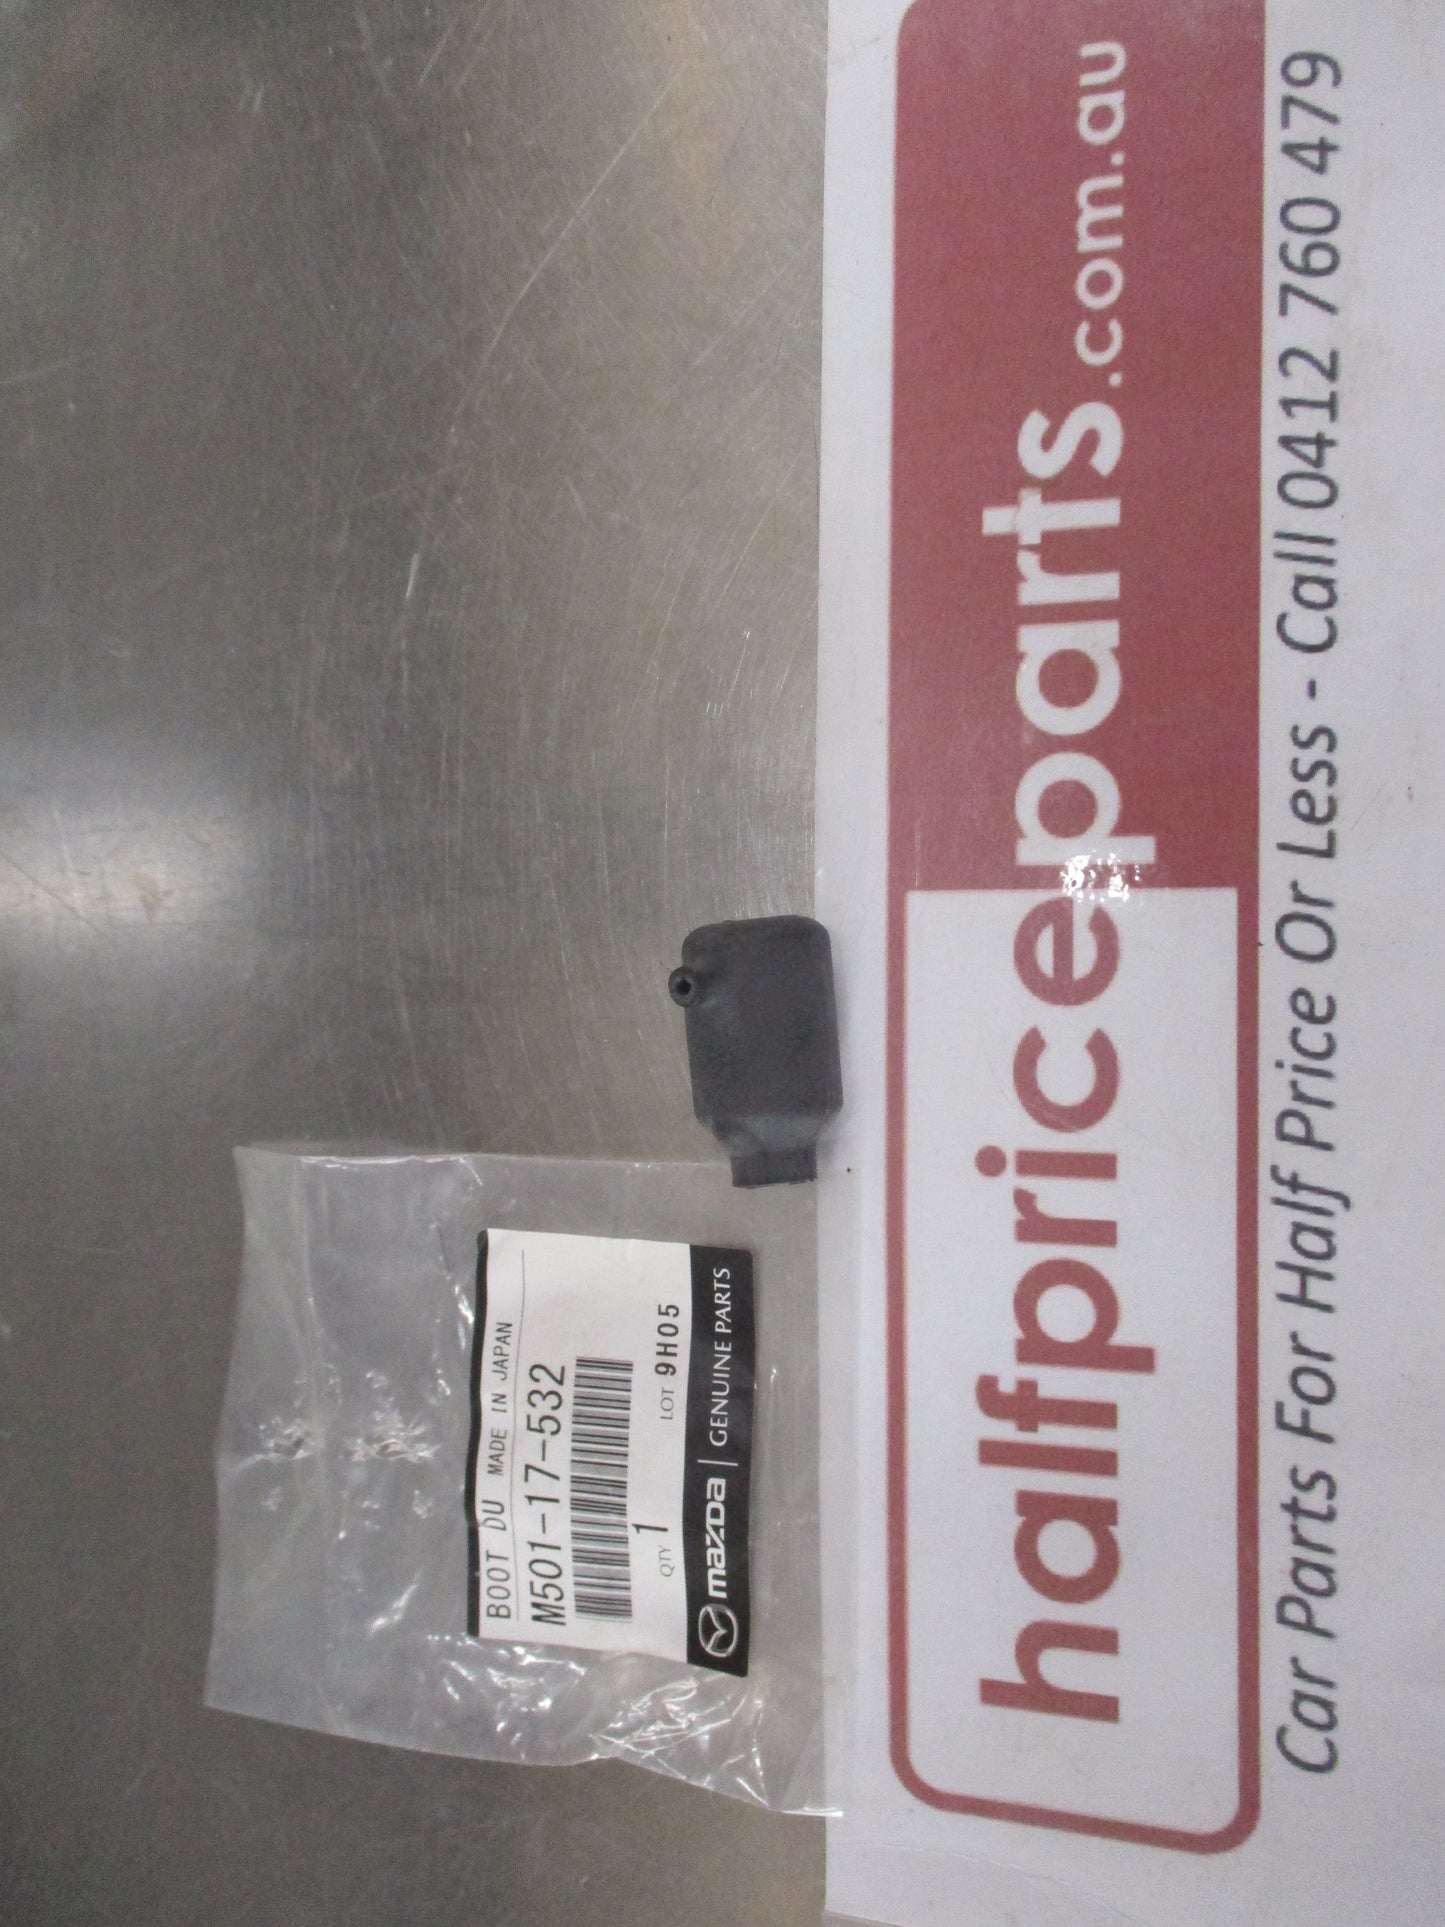 BOOT DU MADE IN JAPAN
M501-17-532
QTY 1 LOT 9H05
mazda | GENUINE PARTS
halfpriceparts.com.au
Car Parts For Half Price Or Less - Call 0412 760 479